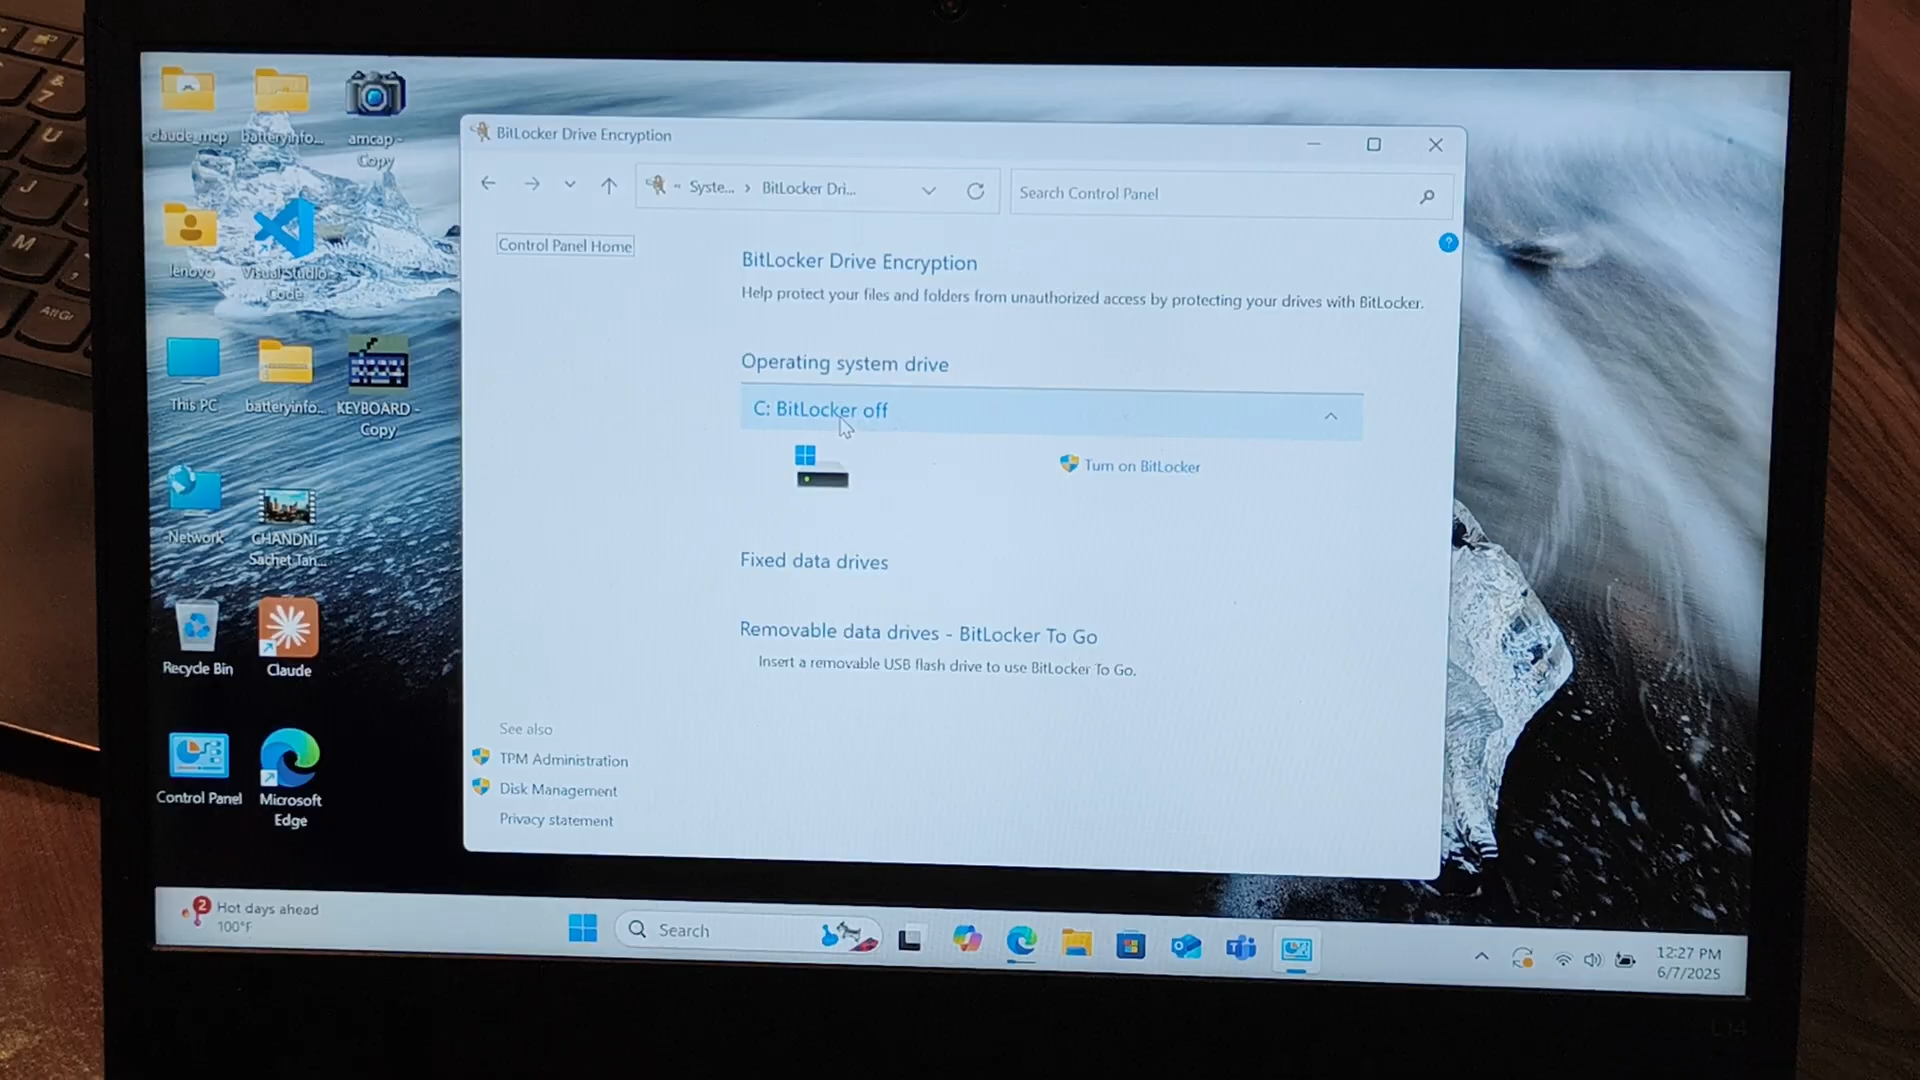 BitLocker Drive Encryption
Syste... › BitLocker Dri...
Search Control Panel
Control Panel Home
BitLocker Drive Encryption
Help protect your files and folders from unauthorized access by protecting your drives with BitLocker.
Operating system drive
C: BitLocker off
Turn on BitLocker
Fixed data drives
Removable data drives - BitLocker To Go
Insert a removable USB flash drive to use BitLocker To Go.
See also
TPM Administration
Disk Management
Privacy statement
claude_mcp
batteryinfo...
amcap - Copy
lenovo
Visual Studio Code
This PC
batteryinfo...
KEYBOARD - Copy
Network
CHANDNI-
Sachet Tan...
Recycle Bin
Claude
Control Panel
Microsoft
Edge
2
Hot days ahead
100°F
Search
12:27 PM
6/7/2025
&
7
U
J
M
AltGr
L14